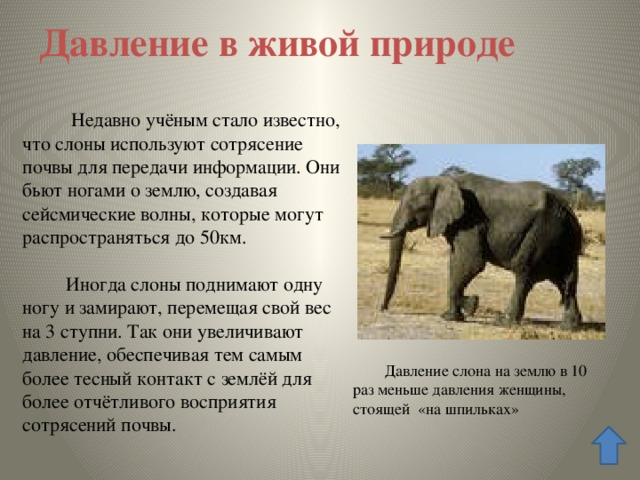 Давление в живой природе
Недавно учёным стало известно,
что слоны используют сотрясение
почвы для передачи информации. Они
бьют ногами о землю, создавая
сейсмические волны, которые могут
распространяться до 50км.
Иногда слоны поднимают одну
ногу и замирают, перемещая свой вес
на 3 ступни. Так они увеличивают
давление, обеспечивая тем самым
более тесный контакт с землёй для
более отчётливого восприятия
сотрясений почвы.
Давление слона на землю в 10
раз меньше давления женщины,
стоящей «на шпильках»